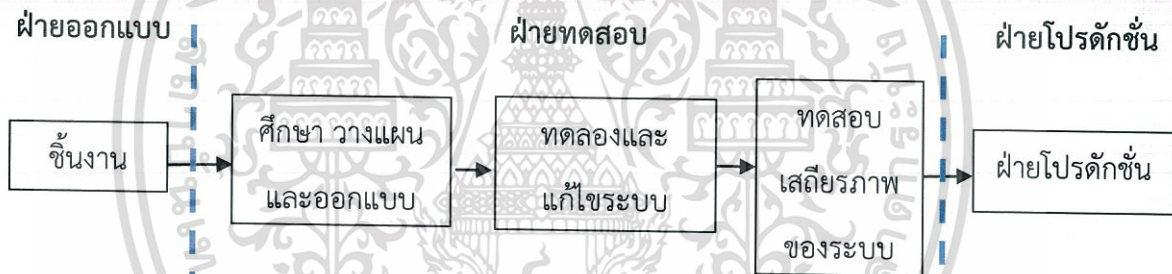 ฝ่ายออกแบบ
ฝ่ายทดสอบ
ฝ่ายโปรดักชั่น
ชิ้นงาน
ศึกษา วางแผน
และออกแบบ
ทดลองและ
แก้ไขระบบ
ทดสอบ
เสถียรภาพ
ของระบบ
ฝ่ายโปรดักชั่น